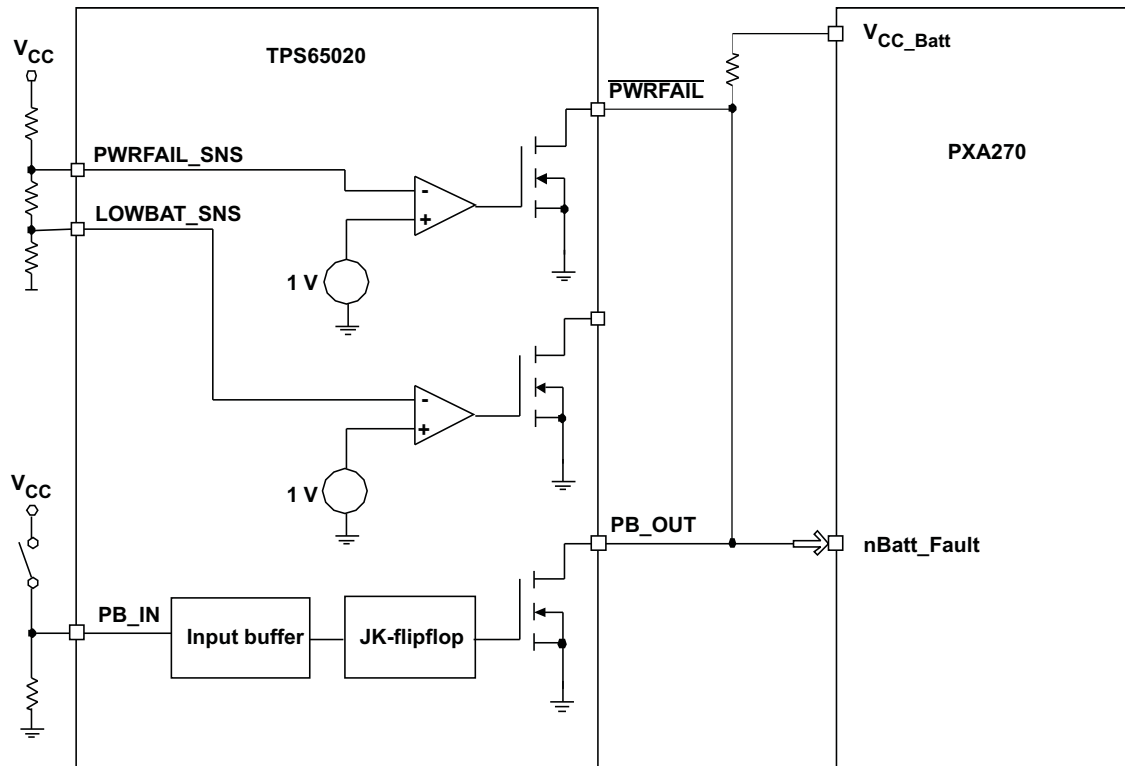 VCC
TPS65020
VCC_Batt
PWRFAIL
PXA270
PWRFAIL_SNS
LOWBAT_SNS
-
+
1 V
-
+
1 V
VCC
PB_OUT
nBatt_Fault
PB_IN
Input buffer
JK-flipflop